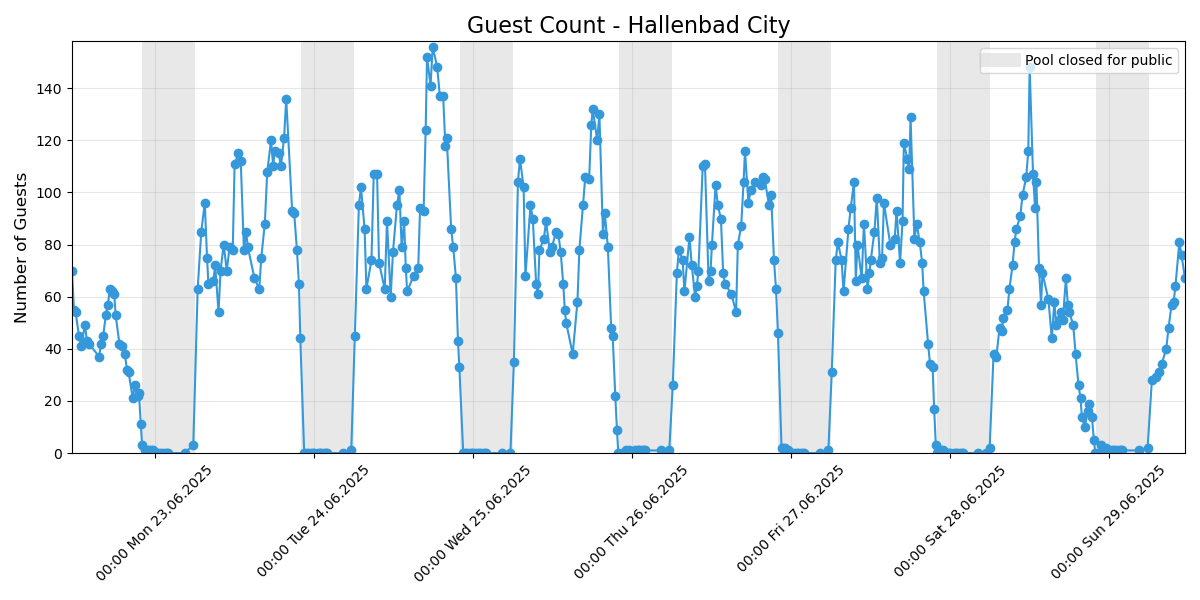 Guest Count - Hallenbad City
Pool closed for public
Number of Guests
140
120
100
80
60
40
20
0
00:00 Mon 23.06.2025
00:00 Tue 24.06.2025
00:00 Wed 25.06.2025
00:00 Thu 26.06.2025
00:00 Fri 27.06.2025
00:00 Sat 28.06.2025
00:00 Sun 29.06.2025